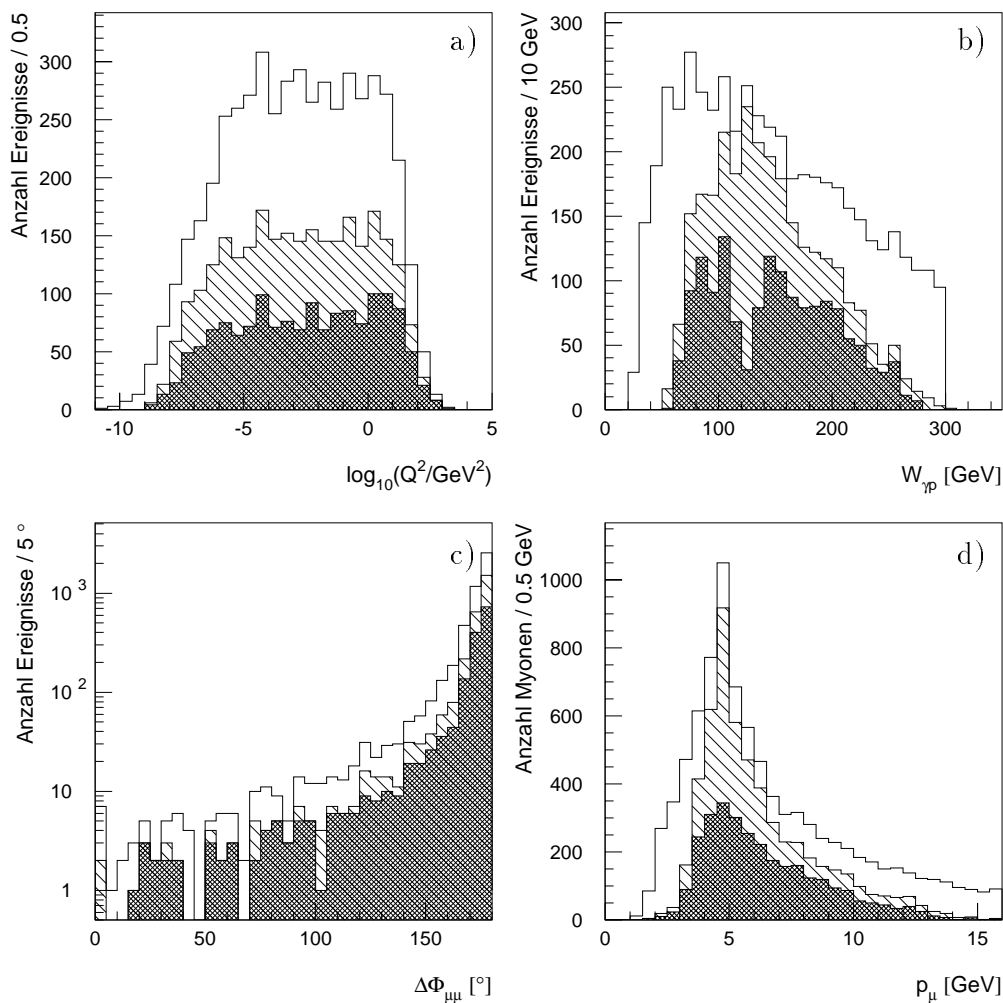 Anzahl Ereignisse / 0.5
a)
300
250
200
150
100
50
0
-10 -5 0 5
log₁₀(Q²/GeV²)
Anzahl Ereignisse / 10 GeV
b)
300
250
200
150
100
50
0
0 100 200 300
Wγp [GeV]
Anzahl Ereignisse / 5 °
c)
10³
10²
10
1
0 50 100 150
ΔΦμμ [°]
Anzahl Myonen / 0.5 GeV
d)
1000
800
600
400
200
0
0 5 10 15
pμ [GeV]